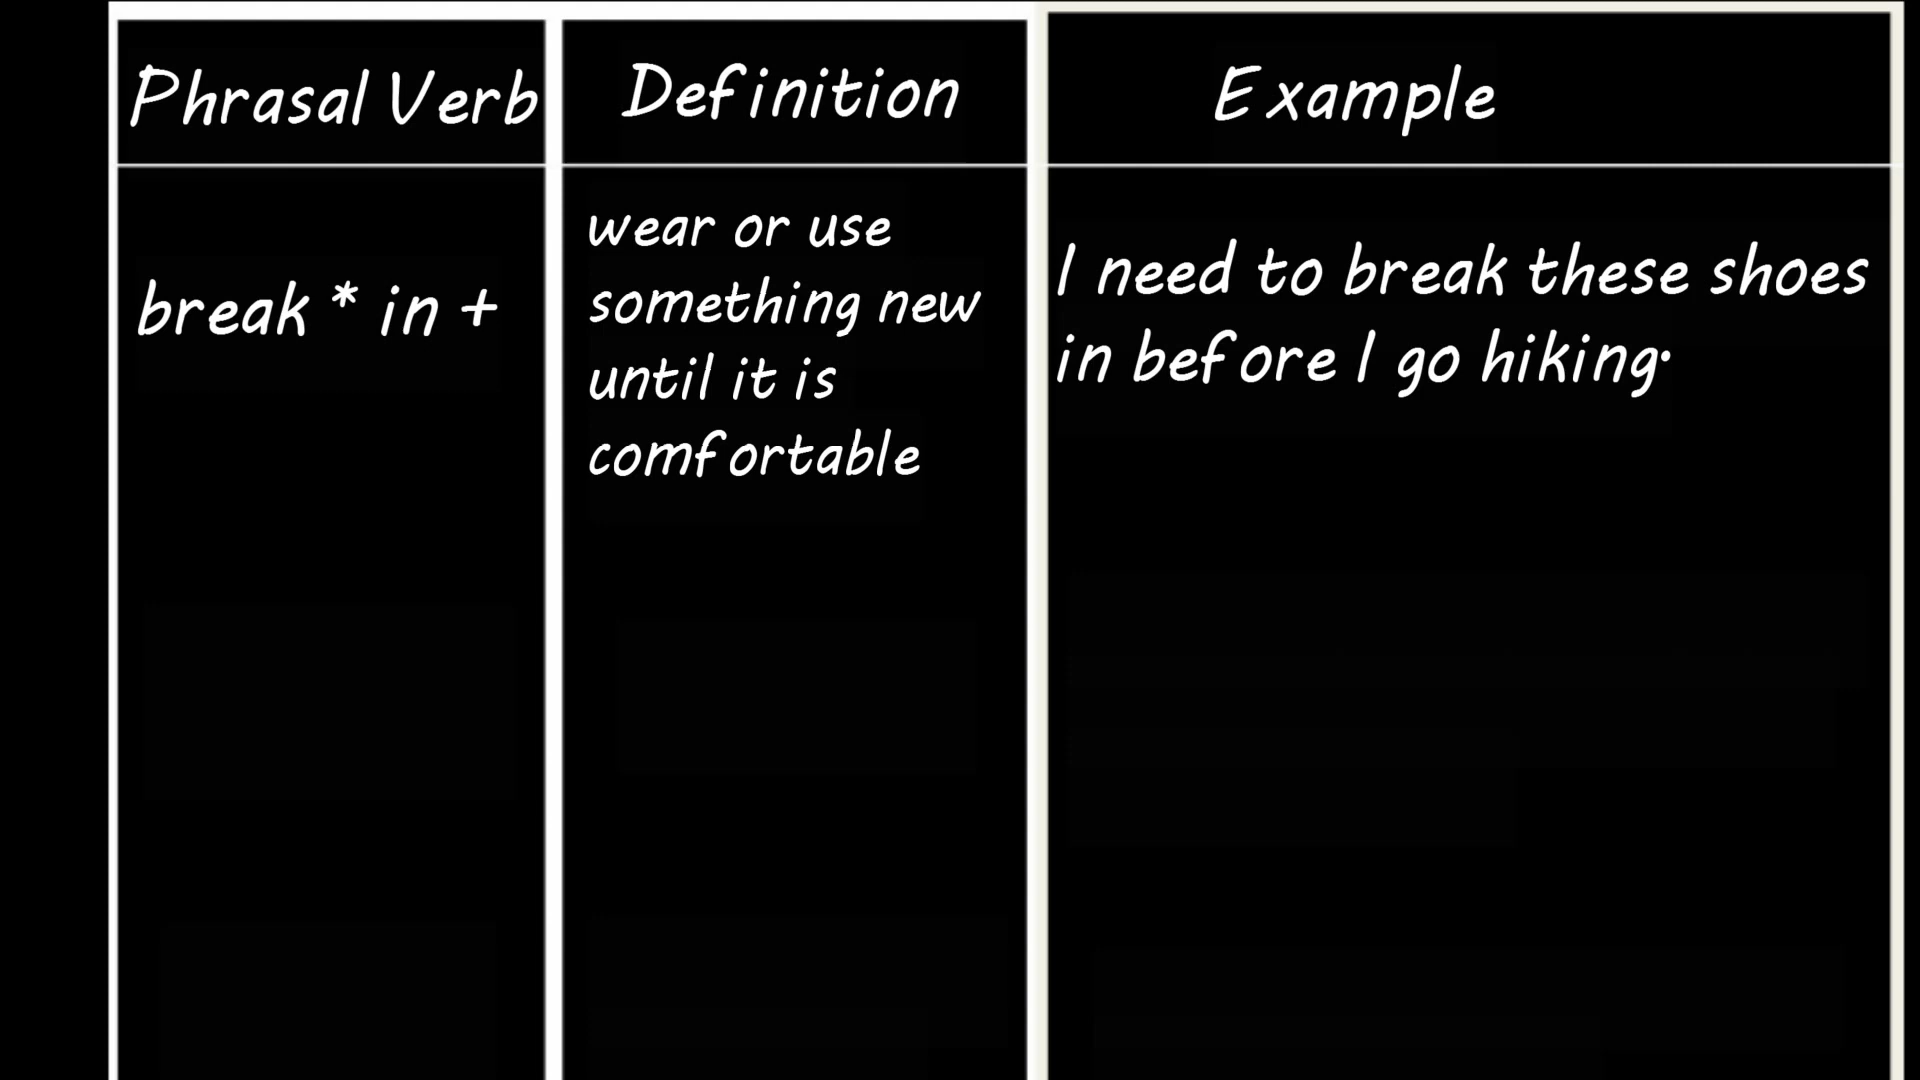 Phrasal Verb
Definition
Example
break * in +
wear or use
something new
until it is
comfortable
I need to break these shoes
in before I go hiking.